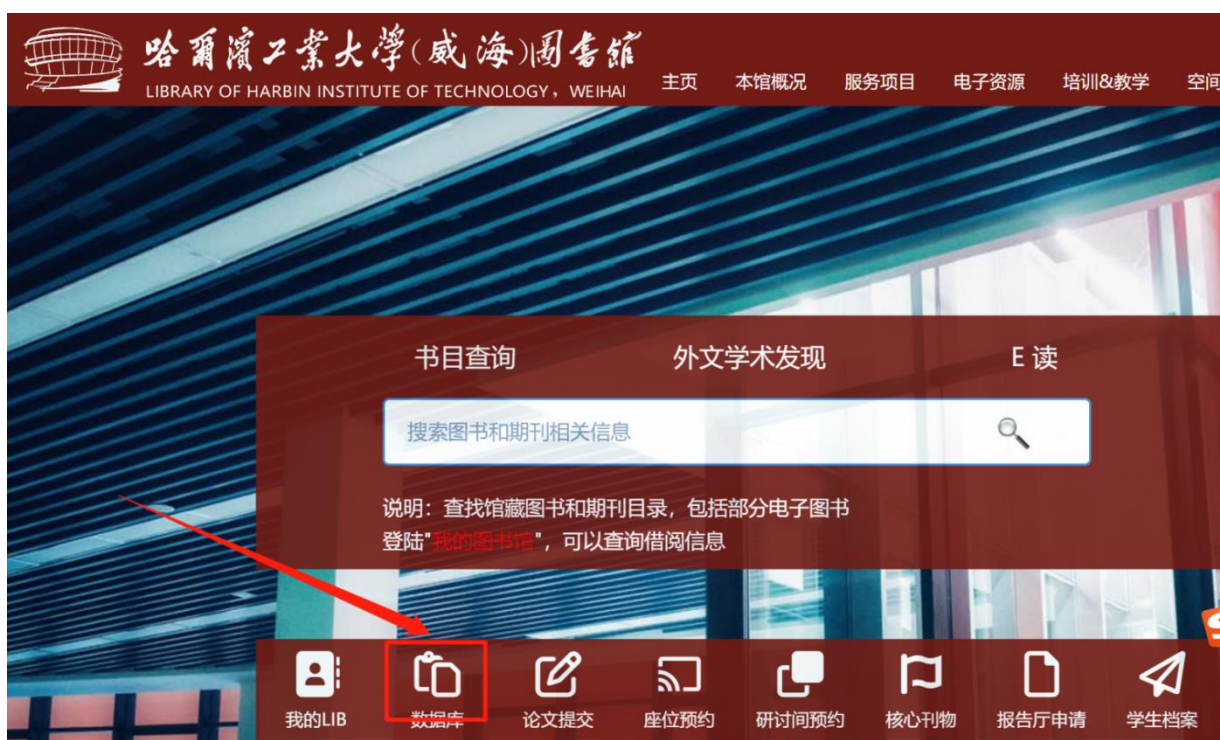 哈爾濱工業大學(威海)圖書館
LIBRARY OF HARBIN INSTITUTE OF TECHNOLOGY，WEIHAI
主页 本馆概况 服务项目 电子资源 培训&教学 空间
书目查询 外文学术发现 E 读
搜索图书和期刊相关信息
说明：查找馆藏图书和期刊目录，包括部分电子图书
登陆"我的图书馆"，可以查询借阅信息
我的LIB 数据库 论文提交 座位预约 研讨间预约 核心刊物 报告厅申请 学生档案